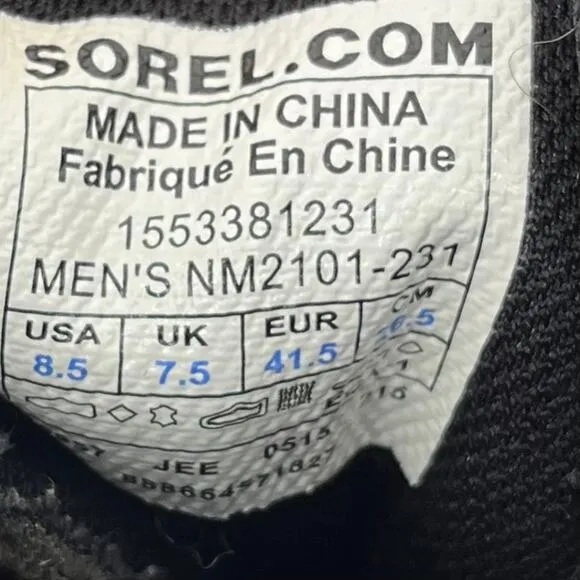 SOREL.COM
MADE IN CHINA
Fabriqué En Chine
1553381231
MEN'S NM2101-231
USA UK EUR CM
8.5 7.5 41.5
JEE 0515